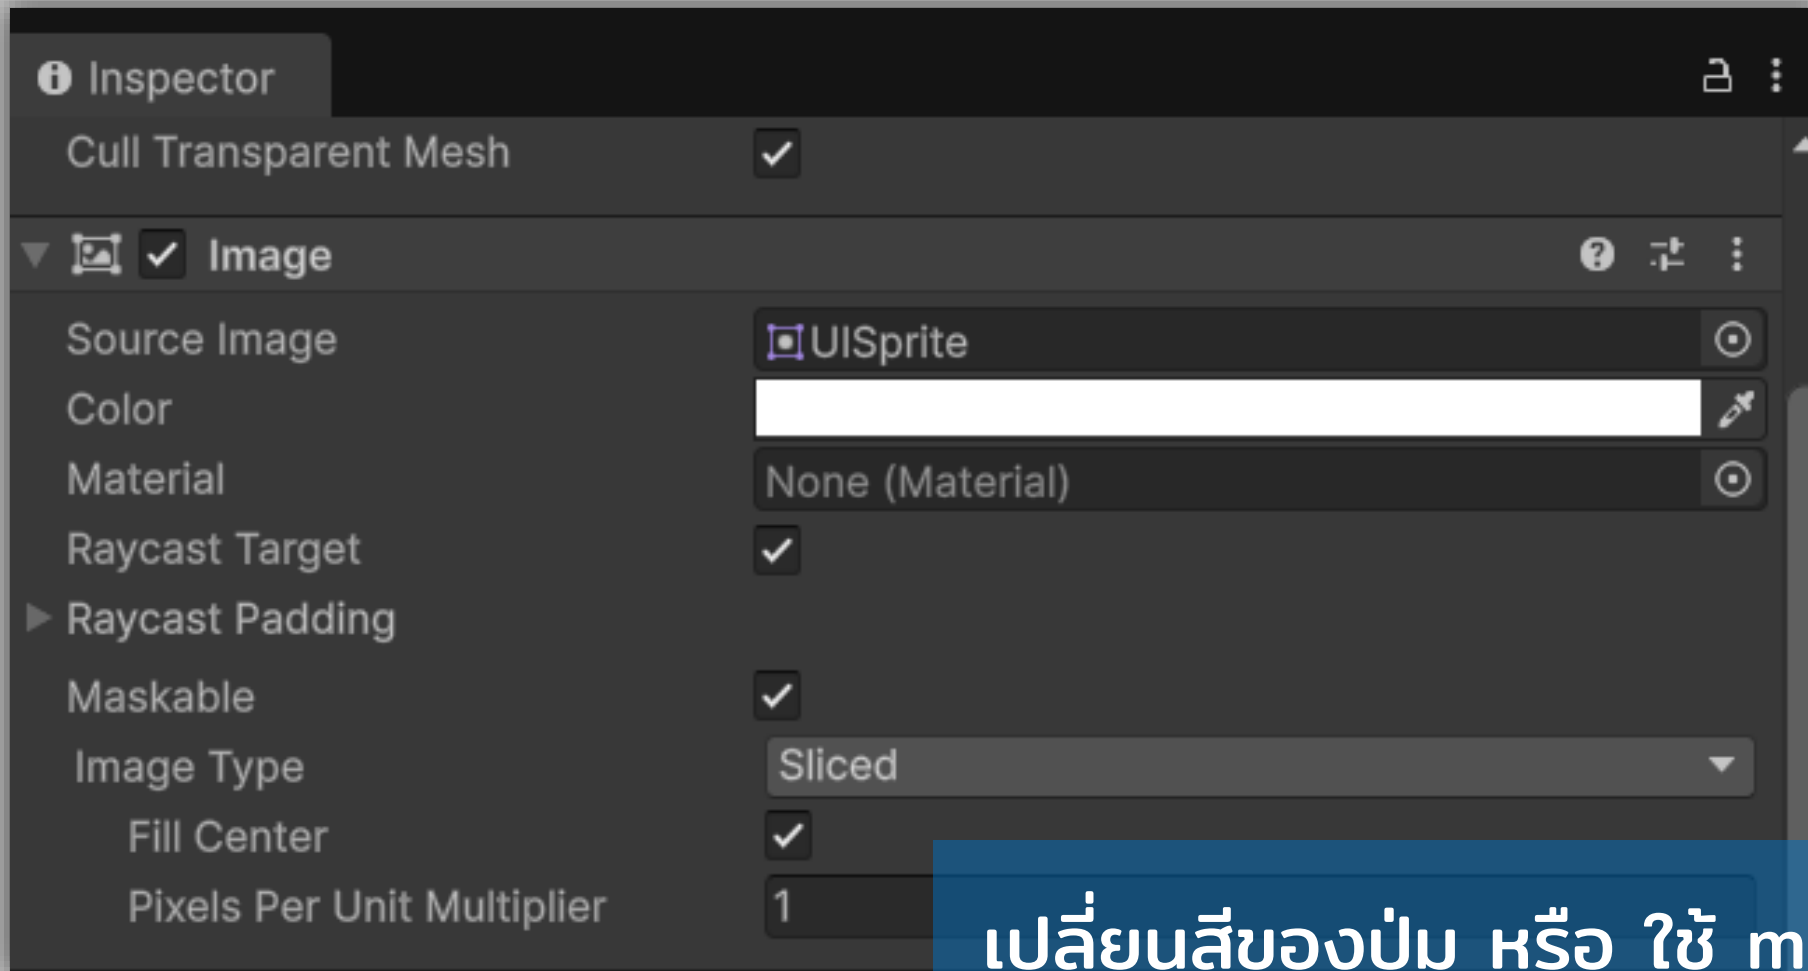 Inspector
Cull Transparent Mesh
Image
Source Image UISprite
Color
Material None (Material)
Raycast Target
Raycast Padding
Maskable
Image Type Sliced
Fill Center
Pixels Per Unit Multiplier 1
เปลี่ยนสีของปุ่ม หรือ ใช้ m